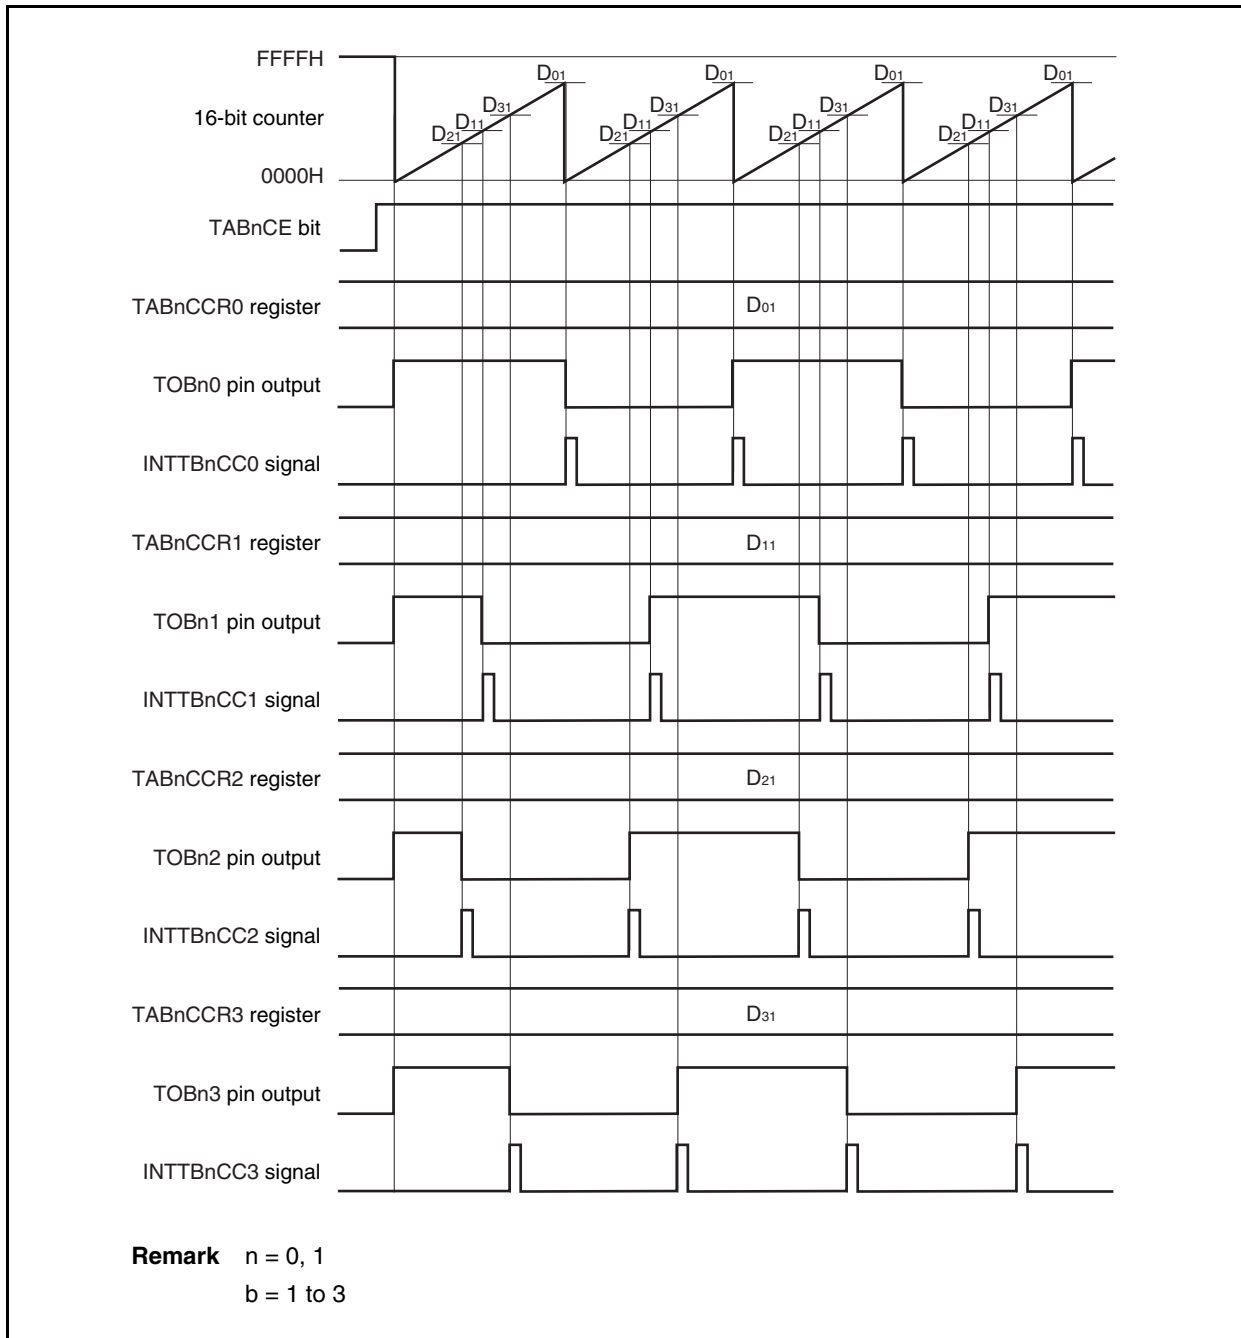 FFFFH
D01 D01 D01 D01
16-bit counter
D31 D31 D31 D31
D11 D11 D11 D11
D21 D21 D21 D21
0000H
TABnCE bit
TABnCCR0 register D01
TOBn0 pin output
INTTBnCC0 signal
TABnCCR1 register D11
TOBn1 pin output
INTTBnCC1 signal
TABnCCR2 register D21
TOBn2 pin output
INTTBnCC2 signal
TABnCCR3 register D31
TOBn3 pin output
INTTBnCC3 signal
Remark n = 0, 1
b = 1 to 3